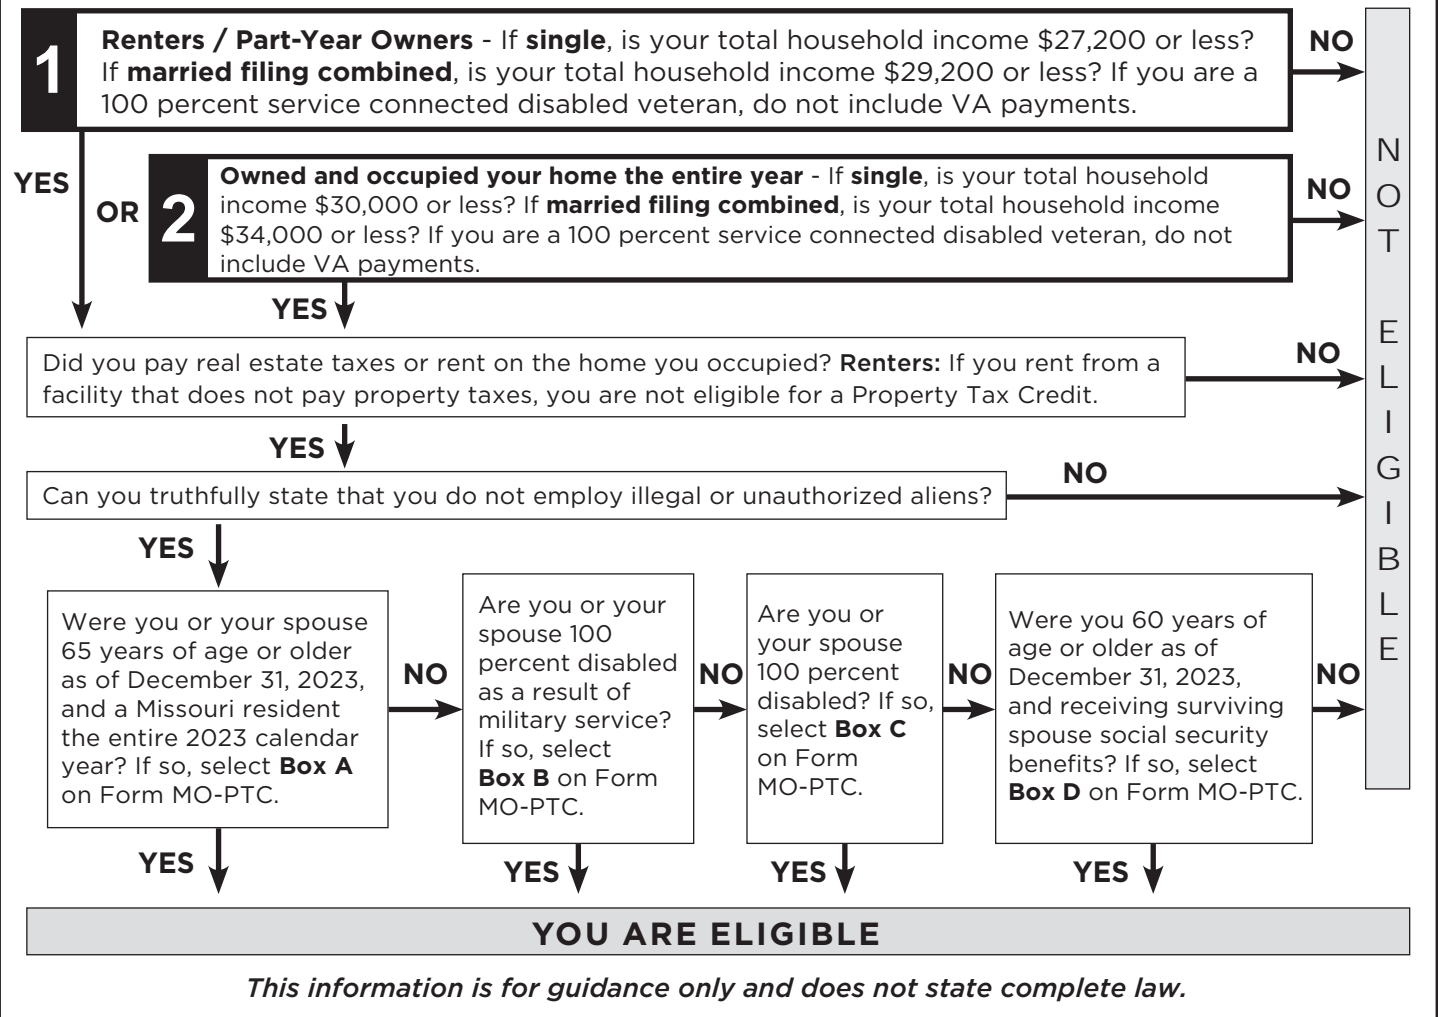 1
Renters / Part-Year Owners - If single, is your total household income $27,200 or less?
If married filing combined, is your total household income $29,200 or less? If you are a
100 percent service connected disabled veteran, do not include VA payments.
NO
YES
OR
2
Owned and occupied your home the entire year - If single, is your total household
income $30,000 or less? If married filing combined, is your total household income
$34,000 or less? If you are a 100 percent service connected disabled veteran, do not
include VA payments.
NO
YES
Did you pay real estate taxes or rent on the home you occupied? Renters: If you rent from a
facility that does not pay property taxes, you are not eligible for a Property Tax Credit.
NO
YES
Can you truthfully state that you do not employ illegal or unauthorized aliens?
NO
YES
Were you or your spouse
65 years of age or older
as of December 31, 2023,
and a Missouri resident
the entire 2023 calendar
year? If so, select Box A
on Form MO-PTC.
NO
Are you or your
spouse 100
percent disabled
as a result of
military service?
If so, select
Box B on Form
MO-PTC.
NO
Are you or
your spouse
100 percent
disabled? If so,
select Box C
on Form
MO-PTC.
NO
Were you 60 years of
age or older as of
December 31, 2023,
and receiving surviving
spouse social security
benefits? If so, select
Box D on Form MO-PTC.
NO
NOT ELIGIBLE
YES
YES
YES
YES
YOU ARE ELIGIBLE
This information is for guidance only and does not state complete law.